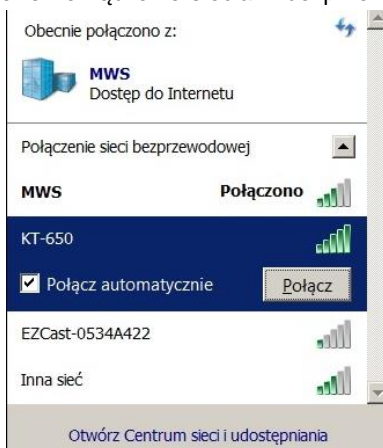 Obecnie połączono z:
MWS
Dostęp do Internetu
Połączenie sieci bezprzewodowej
MWS Połączono
KT-650
Połącz automatycznie Połącz
EZCast-0534A422
Inna sieć
Otwórz Centrum sieci i udostępniania